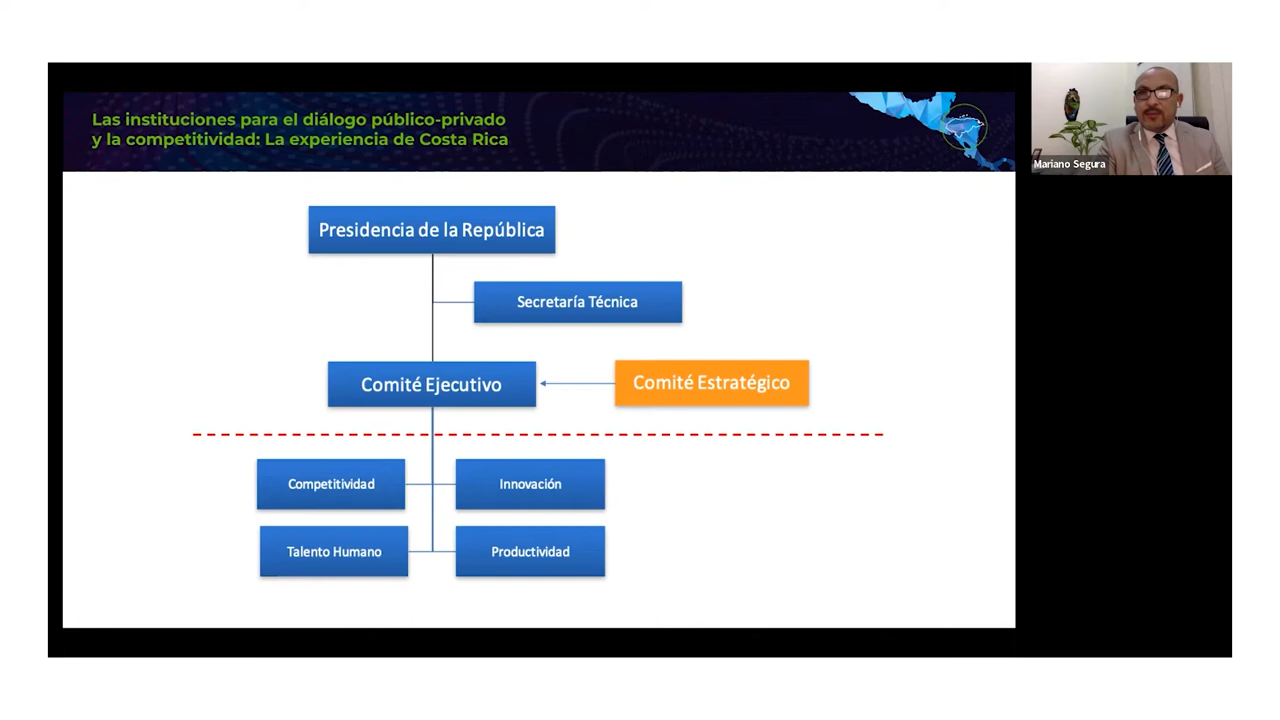 Las instituciones para el diálogo público-privado
y la competitividad: La experiencia de Costa Rica
Mariano Segura
Presidencia de la República
Secretaría Técnica
Comité Ejecutivo
Comité Estratégico
Competitividad
Innovación
Talento Humano
Productividad